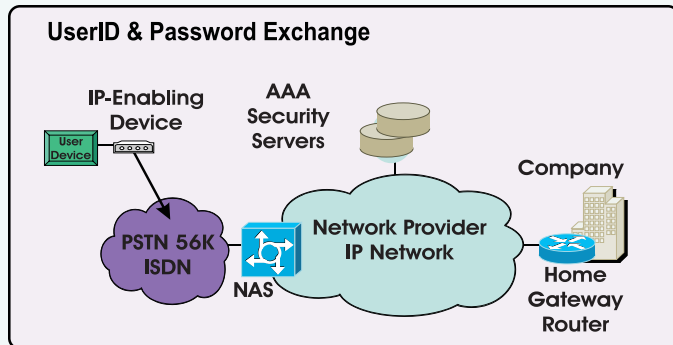 UserID & Password Exchange
IP-Enabling
Device
User
Device
AAA
Security
Servers
Company
PSTN 56K
ISDN
NAS
Network Provider
IP Network
Home
Gateway
Router